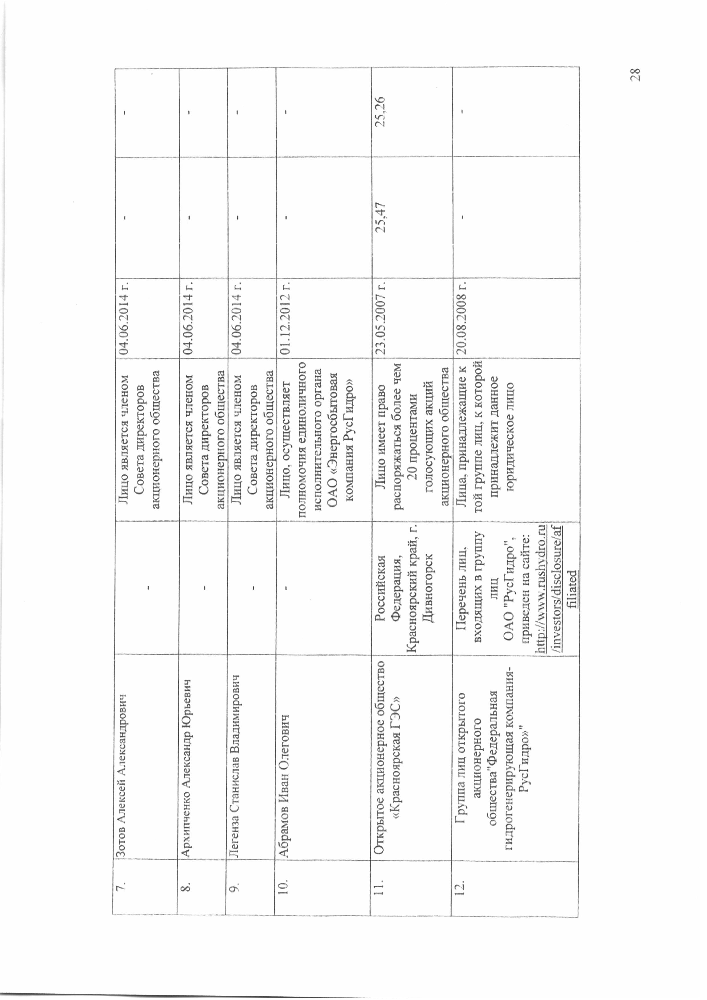 7.
Зотов Алексей Александрович
-
Лицо является членом
Совета директоров
акционерного общества
04.06.2014 г.
-
-
8.
Архипченко Александр Юрьевич
-
Лицо является членом
Совета директоров
акционерного общества
04.06.2014 г.
-
-
9.
Легенза Станислав Владимирович
-
Лицо является членом
Совета директоров
акционерного общества
04.06.2014 г.
-
-
10.
Абрамов Иван Олегович
-
Лицо, осуществляет
полномочия единоличного
исполнительного органа
ОАО «Энергосбытовая
компания РусГидро»
01.12.2012 г.
-
-
11.
Открытое акционерное общество
«Красноярская ГЭС»
Российская
Федерация,
Красноярский край, г.
Дивногорск
Лицо имеет право
распоряжаться более чем
20 процентами
голосующих акций
акционерного общества
23.05.2007 г.
25,47
25,26
12.
Группа лиц открытого
акционерного
общества"Федеральная
гидрогенерирующая компания-
РусГидро»"
Перечень лиц,
входящих в группу
лиц
ОАО "РусГидро",
приведен на сайте:
http://www.rushydro.ru
/investors/disclosure/af
filiated
Лица, принадлежащие к
той группе лиц, к которой
принадлежит данное
юридическое лицо
20.08.2008 г.
-
-
28